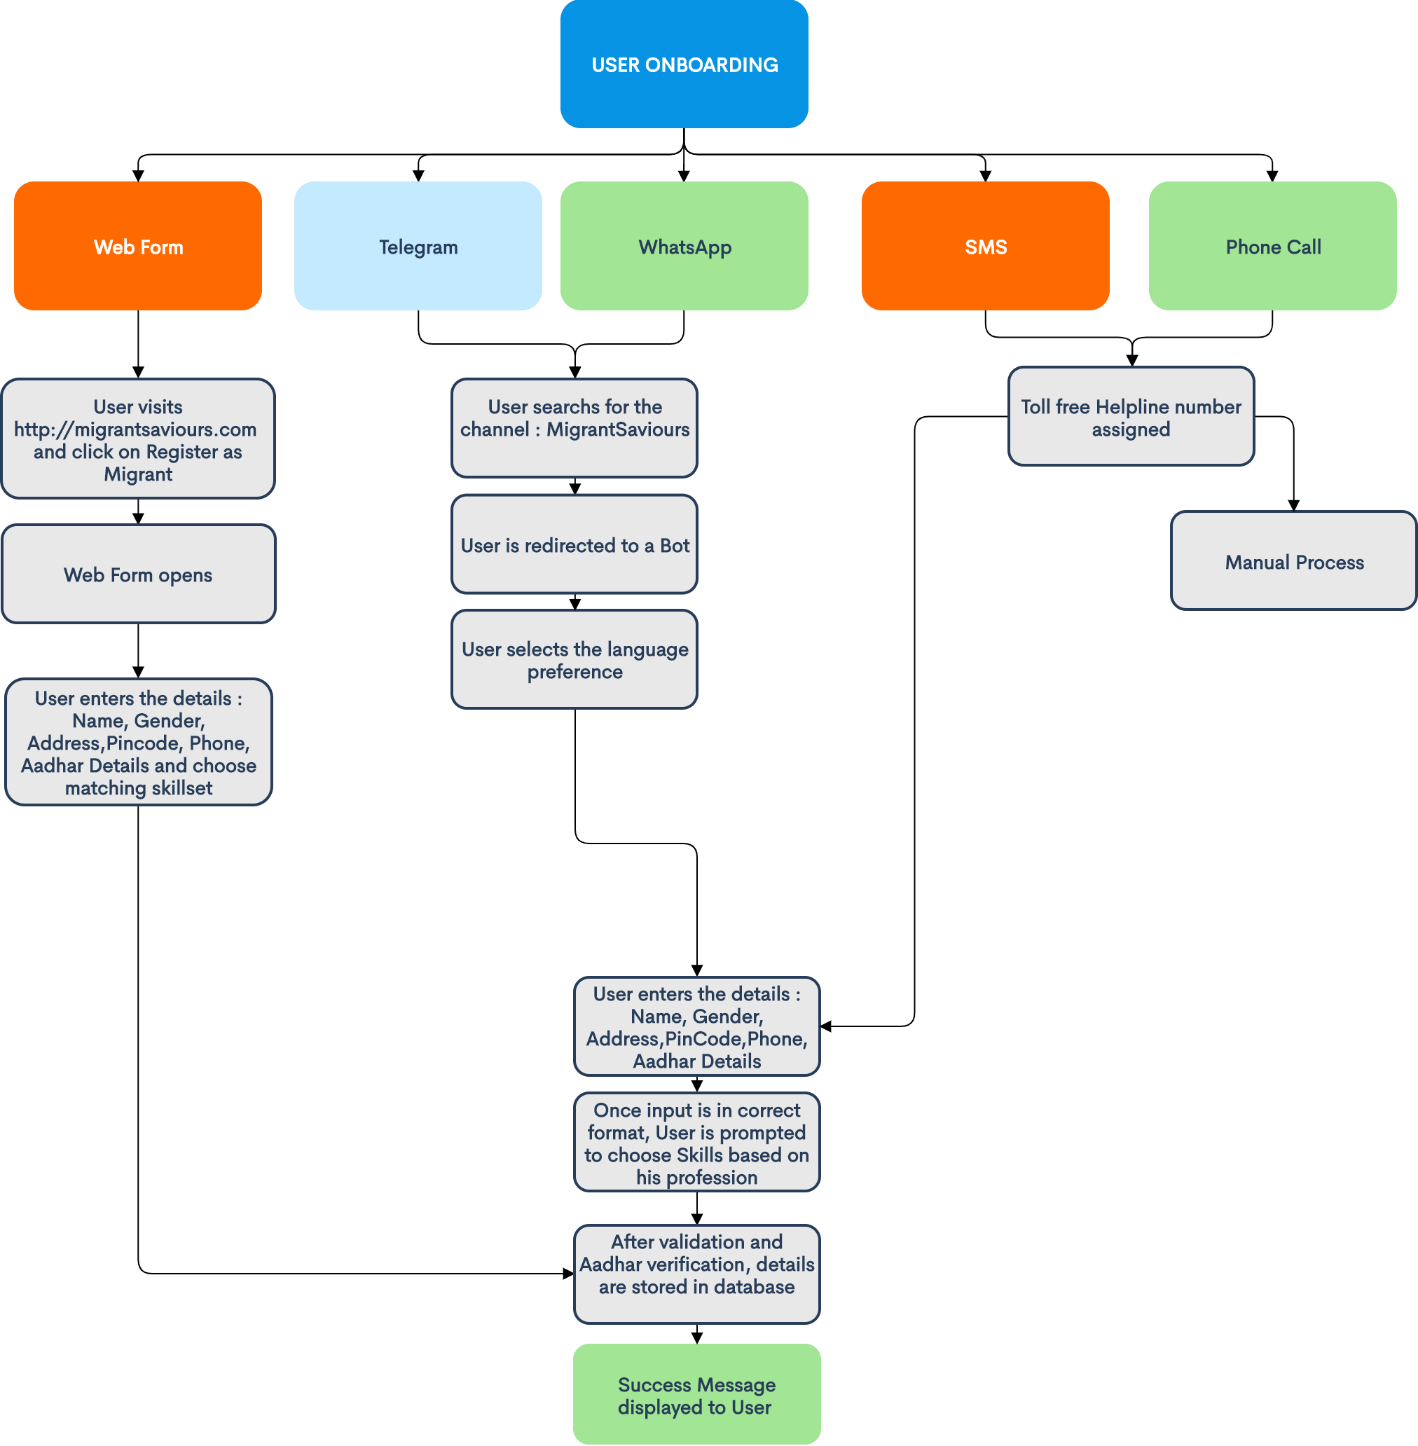 USER ONBOARDING
Web Form
Telegram
WhatsApp
SMS
Phone Call
User visits
http://migrantsaviours.com
and click on Register as
Migrant
User searchs for the
channel : MigrantSaviours
Toll free Helpline number
assigned
Web Form opens
User is redirected to a Bot
Manual Process
User selects the language
preference
User enters the details :
Name, Gender,
Address,Pincode, Phone,
Aadhar Details and choose
matching skillset
User enters the details :
Name, Gender,
Address,PinCode,Phone,
Aadhar Details
Once input is in correct
format, User is prompted
to choose Skills based on
his profession
After validation and
Aadhar verification, details
are stored in database
Success Message
displayed to User